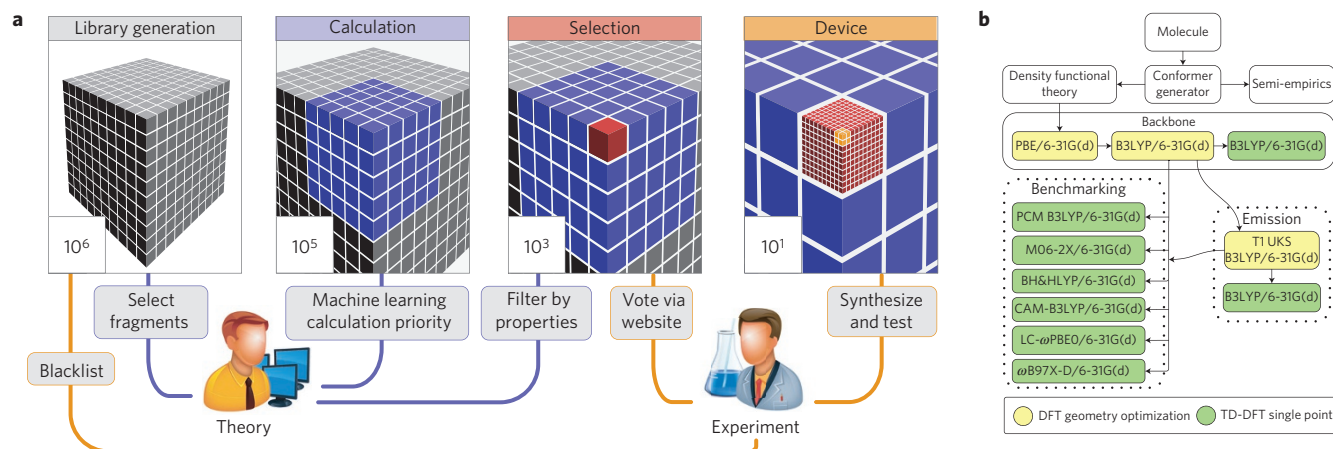 a
Library generation
Calculation
Selection
Device
10⁶
10⁵
10³
10¹
Select
fragments
Machine learning
calculation priority
Filter by
properties
Vote via
website
Synthesize
and test
Blacklist
Theory
Experiment
b
Molecule
Density functional
theory
Conformer
generator
Semi-empirics
Backbone
PBE/6-31G(d)
B3LYP/6-31G(d)
B3LYP/6-31G(d)
Benchmarking
PCM B3LYP/6-31G(d)
M06-2X/6-31G(d)
BH&HLYP/6-31G(d)
CAM-B3LYP/6-31G(d)
LC-ωPBE0/6-31G(d)
ωB97X-D/6-31G(d)
Emission
T1 UKS
B3LYP/6-31G(d)
B3LYP/6-31G(d)
DFT geometry optimization
TD-DFT single point